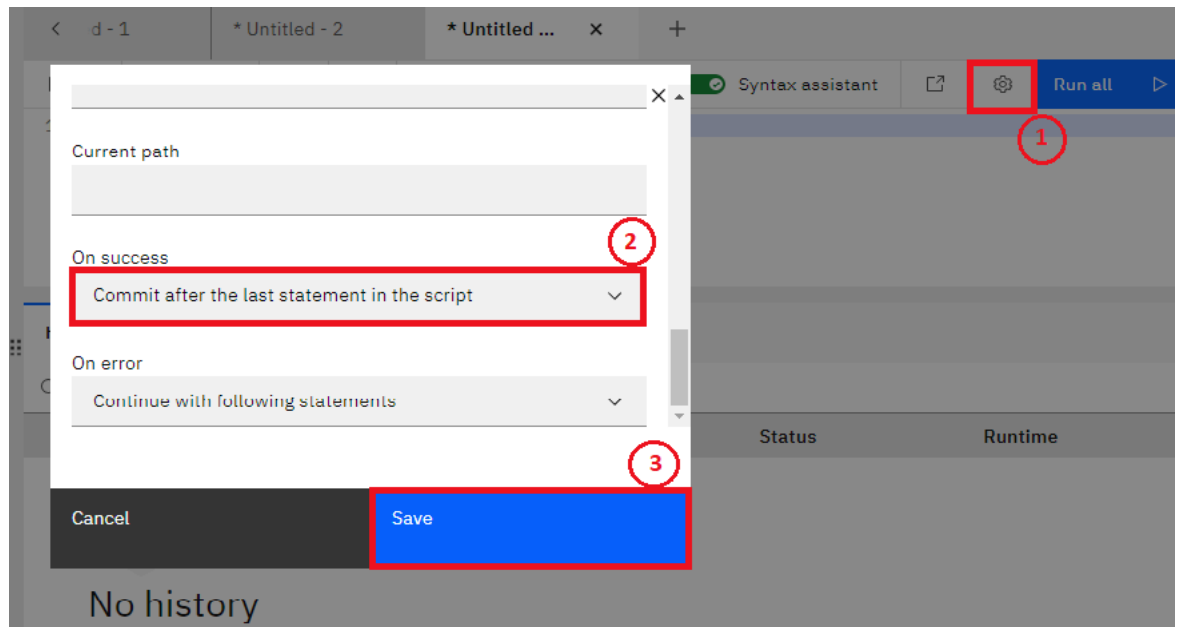 d - 1
* Untitled - 2
* Untitled ...
Syntax assistant
Run all
1
Current path
2
On success
Commit after the last statement in the script
On error
Continue with following statements
Status
Runtime
3
Cancel
Save
No history